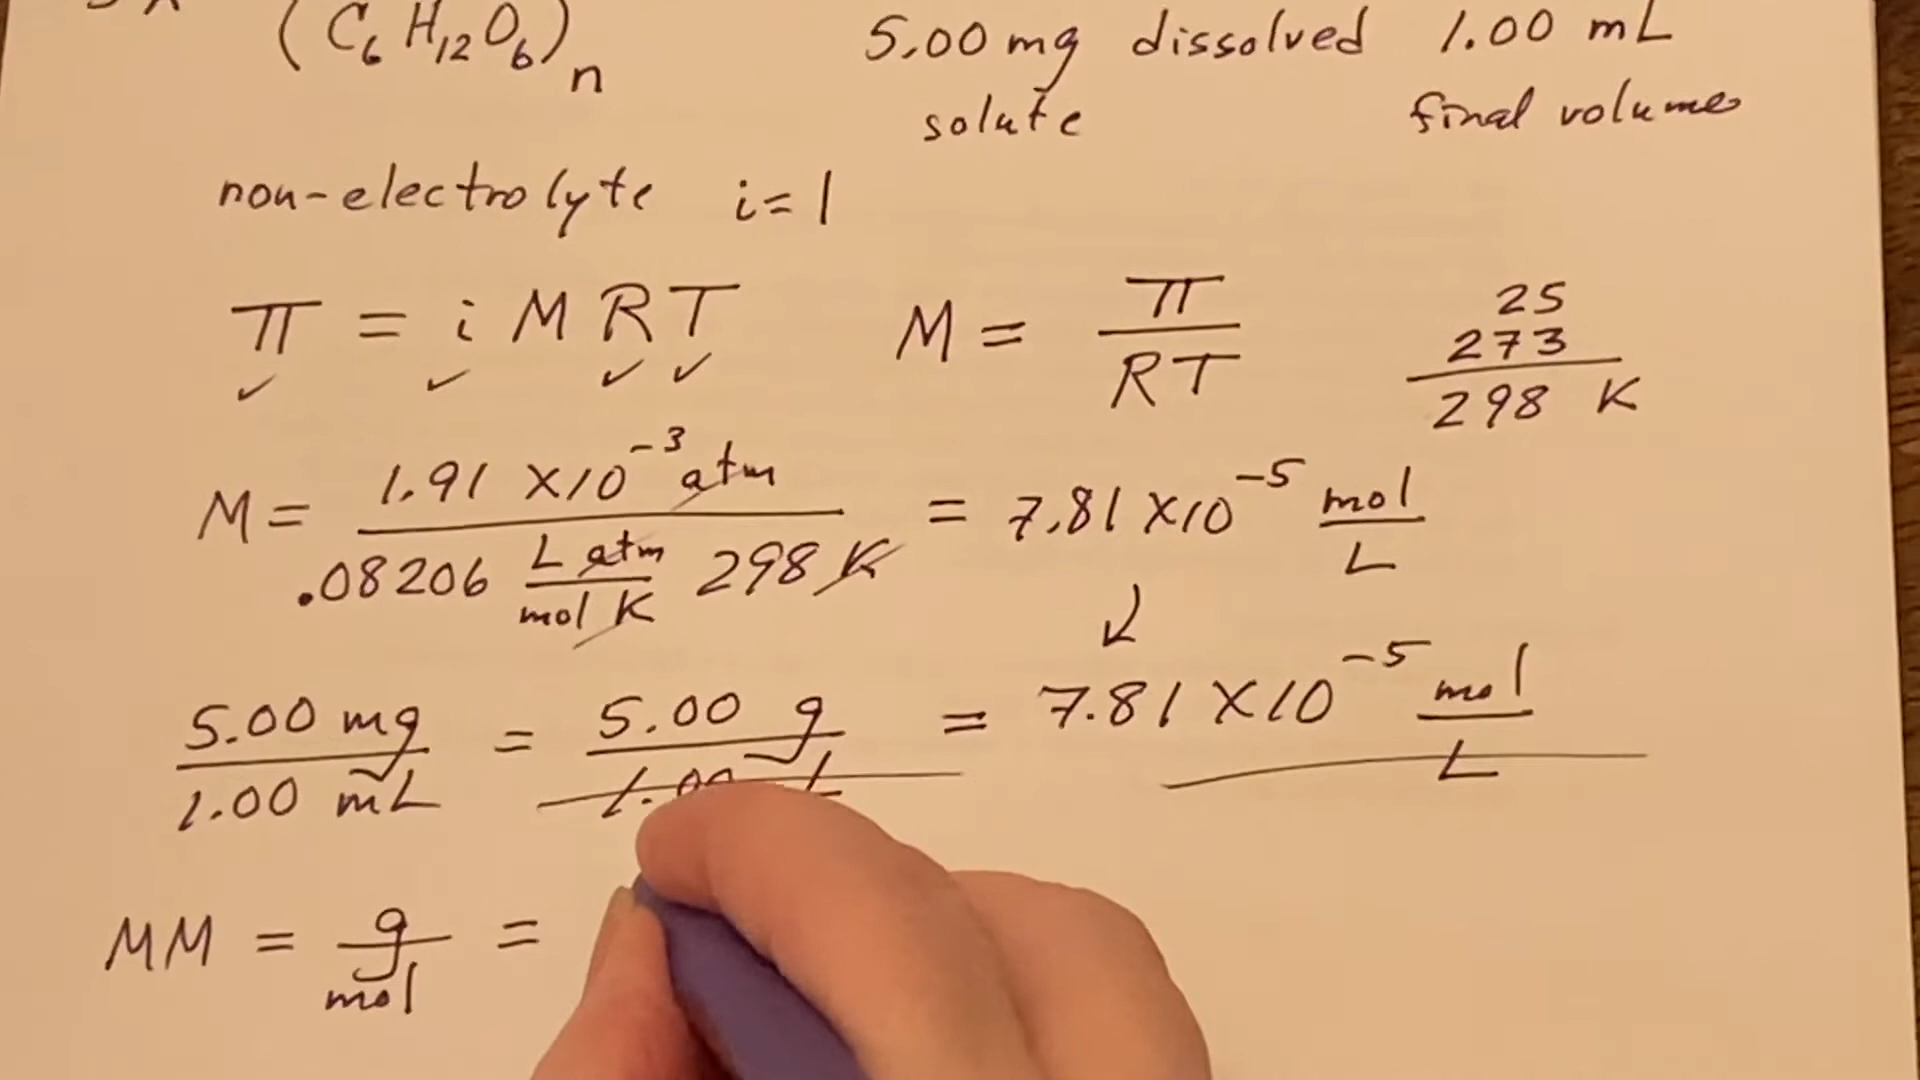 (C6H12O6)n 5.00 mg dissolved 1.00 mL
solute final volume
non-electrolyte i=1
π = i M R T M = π / RT 25
✓ ✓ ✓ ✓ 273
298 K
M = 1.91 X10^-3 atm / .08206 L atm / mol K 298 K = 7.81 X10^-5 mol / L
↓
5.00 mg / 1.00 mL = 5.00 g / 1.00 L = 7.81 X10^-5 mol / L
MM = g / mol =